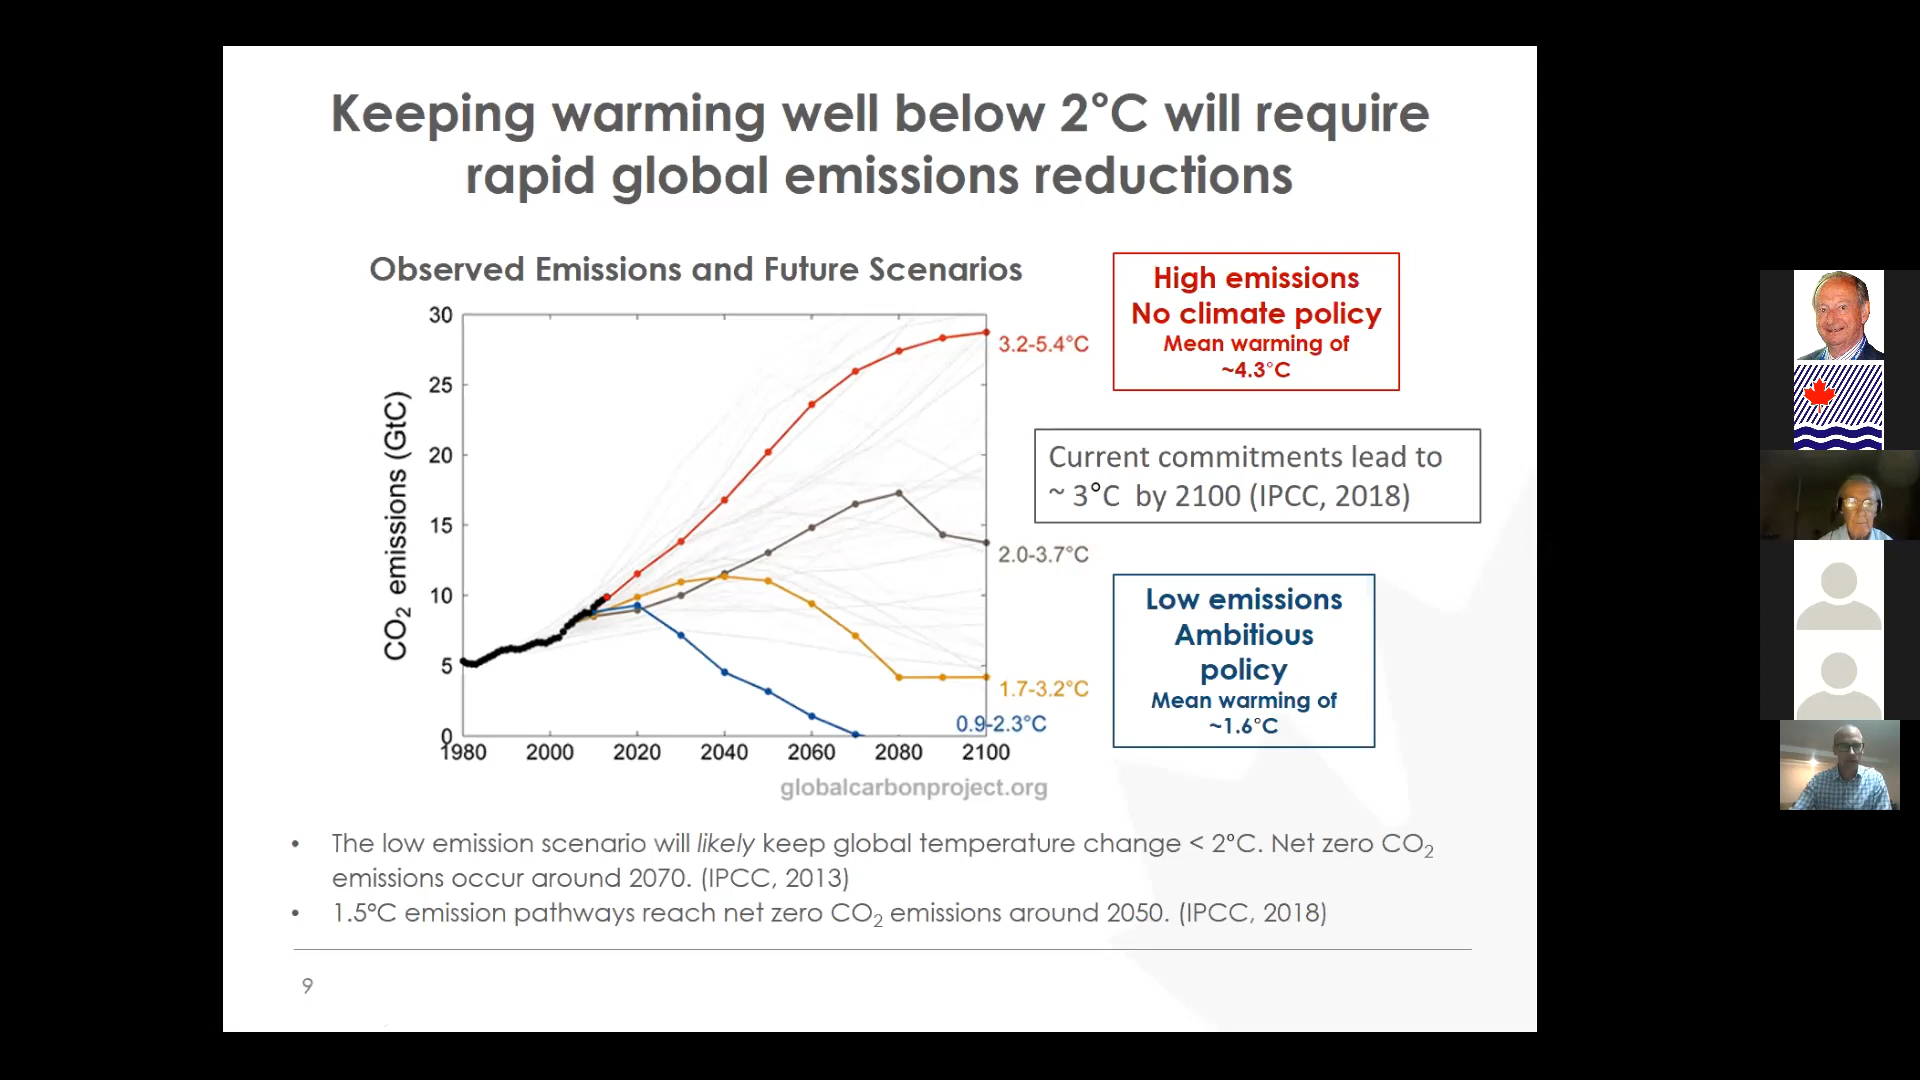 Keeping warming well below 2°C will require
rapid global emissions reductions
Observed Emissions and Future Scenarios
30
25
20
15
10
5
0
CO₂ emissions (GtC)
1980
2000
2020
2040
2060
2080
2100
3.2-5.4°C
2.0-3.7°C
1.7-3.2°C
0.9-2.3°C
globalcarbonproject.org
High emissions
No climate policy
Mean warming of
~4.3°C
Current commitments lead to
~ 3°C by 2100 (IPCC, 2018)
Low emissions
Ambitious
policy
Mean warming of
~1.6°C
• The low emission scenario will likely keep global temperature change < 2°C. Net zero CO₂
emissions occur around 2070. (IPCC, 2013)
• 1.5°C emission pathways reach net zero CO₂ emissions around 2050. (IPCC, 2018)
9